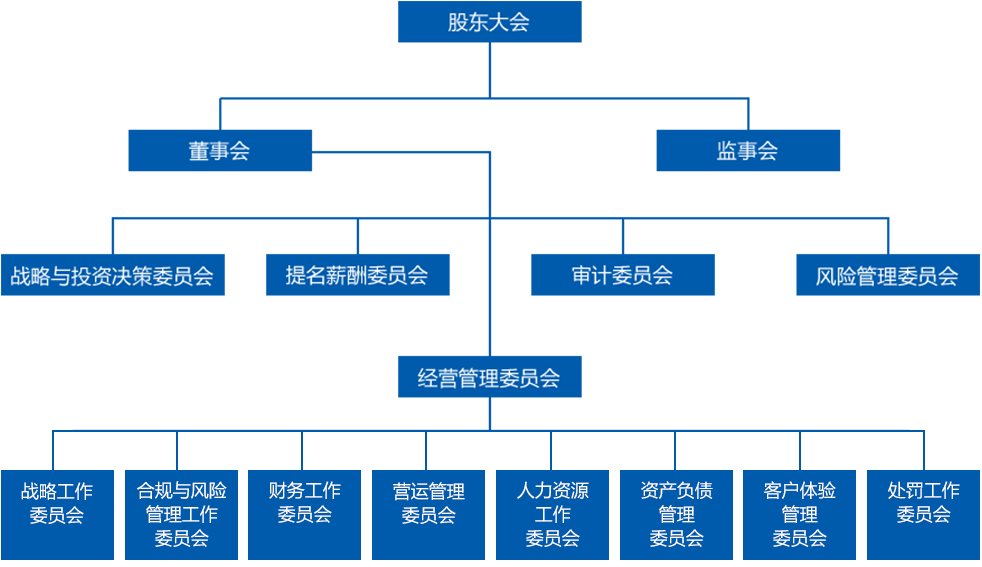 股东大会
董事会
监事会
战略与投资决策委员会
提名薪酬委员会
审计委员会
风险管理委员会
经营管理委员会
战略工作
委员会
合规与风险
管理工作
委员会
财务工作
委员会
营运管理
委员会
人力资源
工作
委员会
资产负债
管理
委员会
客户体验
管理
委员会
处罚工作
委员会